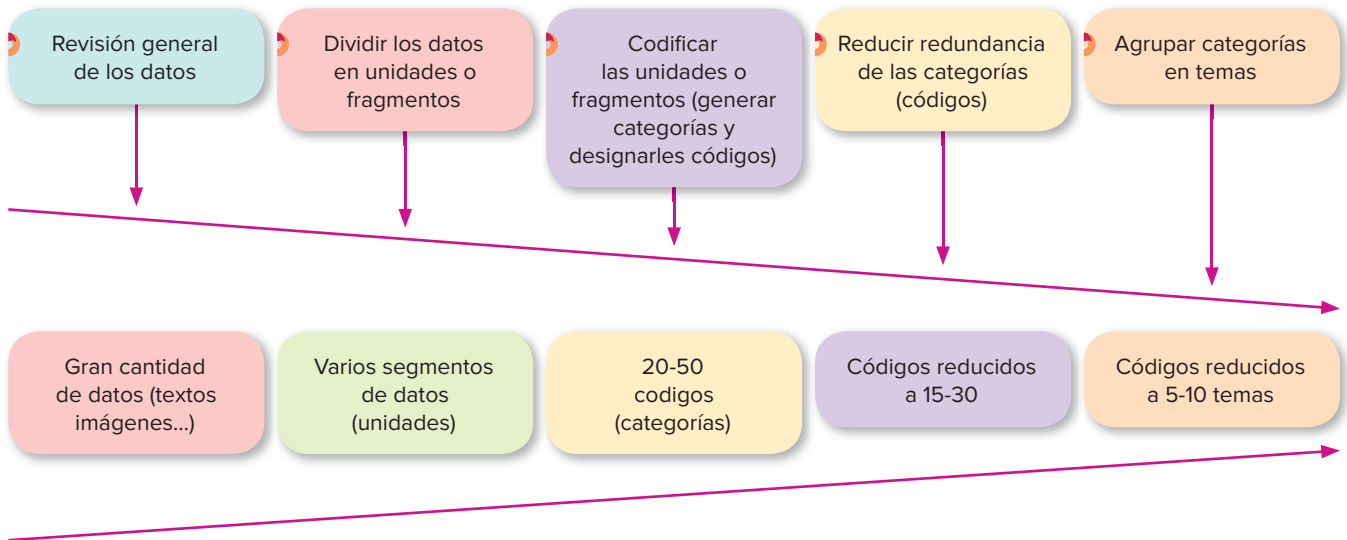 Revisión general
de los datos
Dividir los datos
en unidades o
fragmentos
Codificar
las unidades o
fragmentos (generar
categorías y
designarles códigos)
Reducir redundancia
de las categorías
(códigos)
Agrupar categorías
en temas
Gran cantidad
de datos (textos
imágenes...)
Varios segmentos
de datos
(unidades)
20-50
codigos
(categorías)
Códigos reducidos
a 15-30
Códigos reducidos
a 5-10 temas